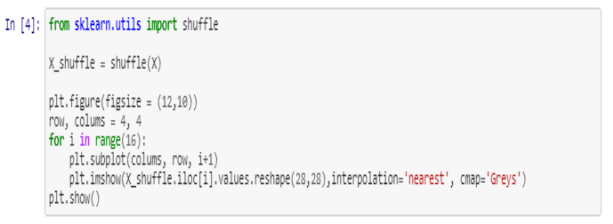 In [4]: from sklearn.utils import shuffle
X_shuffle = shuffle(X)
plt.figure(figsize = (12,10))
row, colums = 4, 4
for i in range(16):
    plt.subplot(colums, row, i+1)
    plt.imshow(X_shuffle.iloc[i].values.reshape(28,28),interpolation='nearest', cmap='Greys')
plt.show()